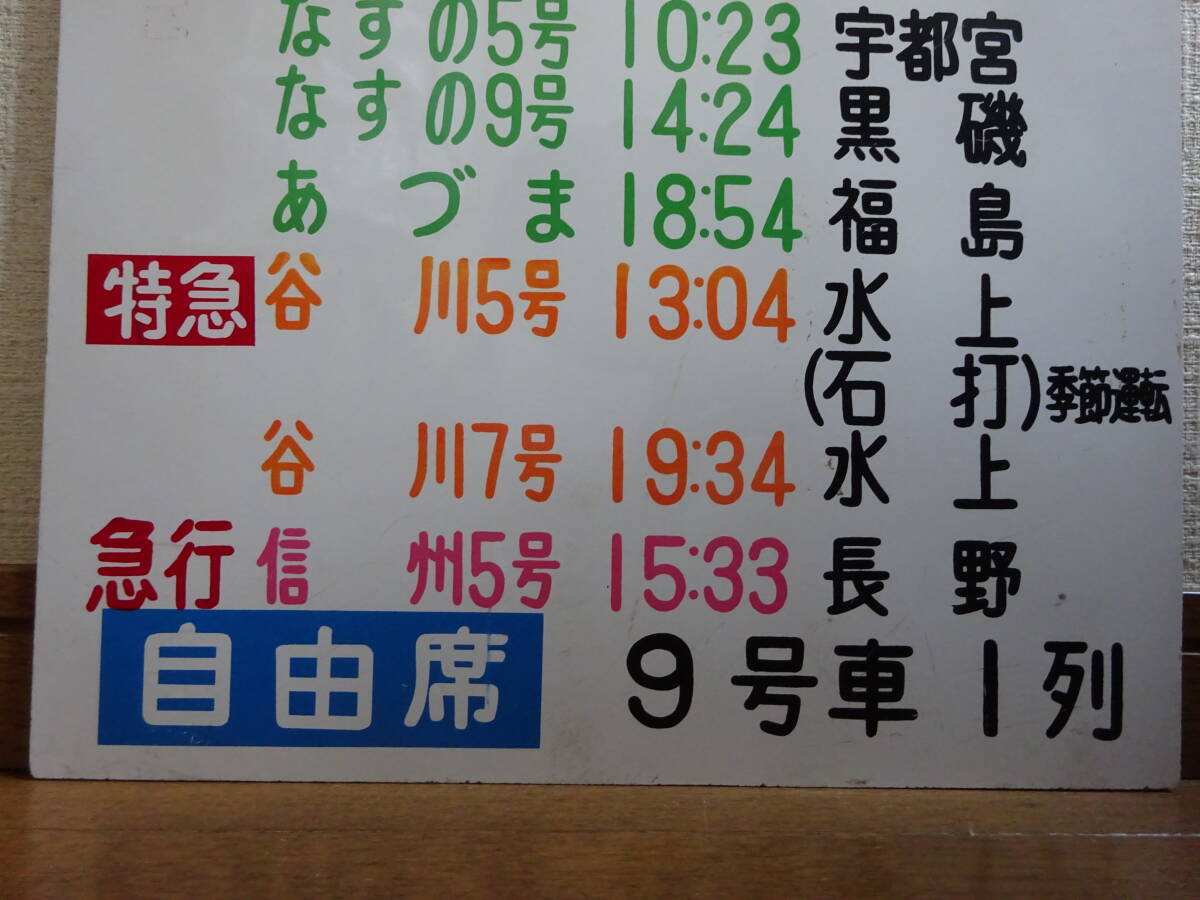 なすの5号 10:23 宇都宮
なすの9号 14:24 黒磯
あづま 18:54 福島
特急 谷川5号 13:04 水上
(石打)季節運転
谷川7号 19:34 水上
急行 信州5号 15:33 長野
自由席 9号車1列